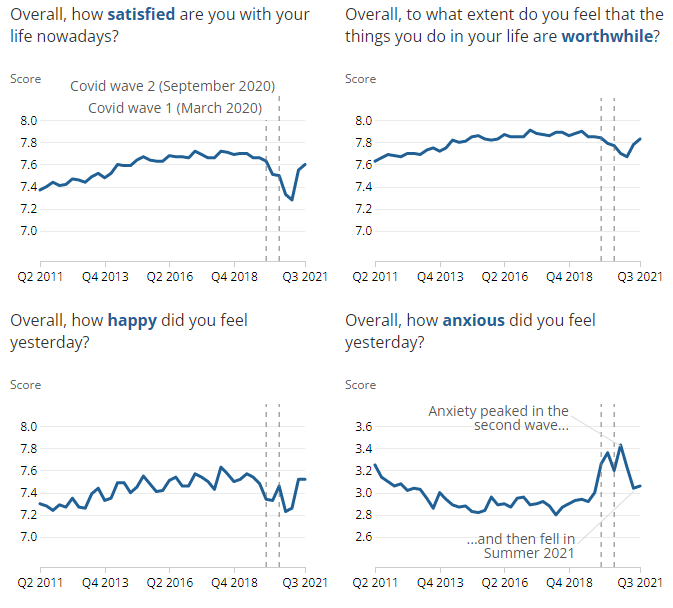 Overall, how satisfied are you with your
life nowadays?
Score
Covid wave 2 (September 2020)
Covid wave 1 (March 2020)
8.0
7.8
7.6
7.4
7.2
7.0
Q2 2011 Q4 2013 Q2 2016 Q4 2018 Q3 2021
Overall, to what extent do you feel that the
things you do in your life are worthwhile?
Score
8.0
7.8
7.6
7.4
7.2
7.0
Q2 2011 Q4 2013 Q2 2016 Q4 2018 Q3 2021
Overall, how happy did you feel
yesterday?
Score
8.0
7.8
7.6
7.4
7.2
7.0
Q2 2011 Q4 2013 Q2 2016 Q4 2018 Q3 2021
Overall, how anxious did you feel
yesterday?
Score
Anxiety peaked in the
second wave...
3.6
3.4
3.2
3.0
2.8
2.6
...and then fell in
Summer 2021
Q2 2011 Q4 2013 Q2 2016 Q4 2018 Q3 2021